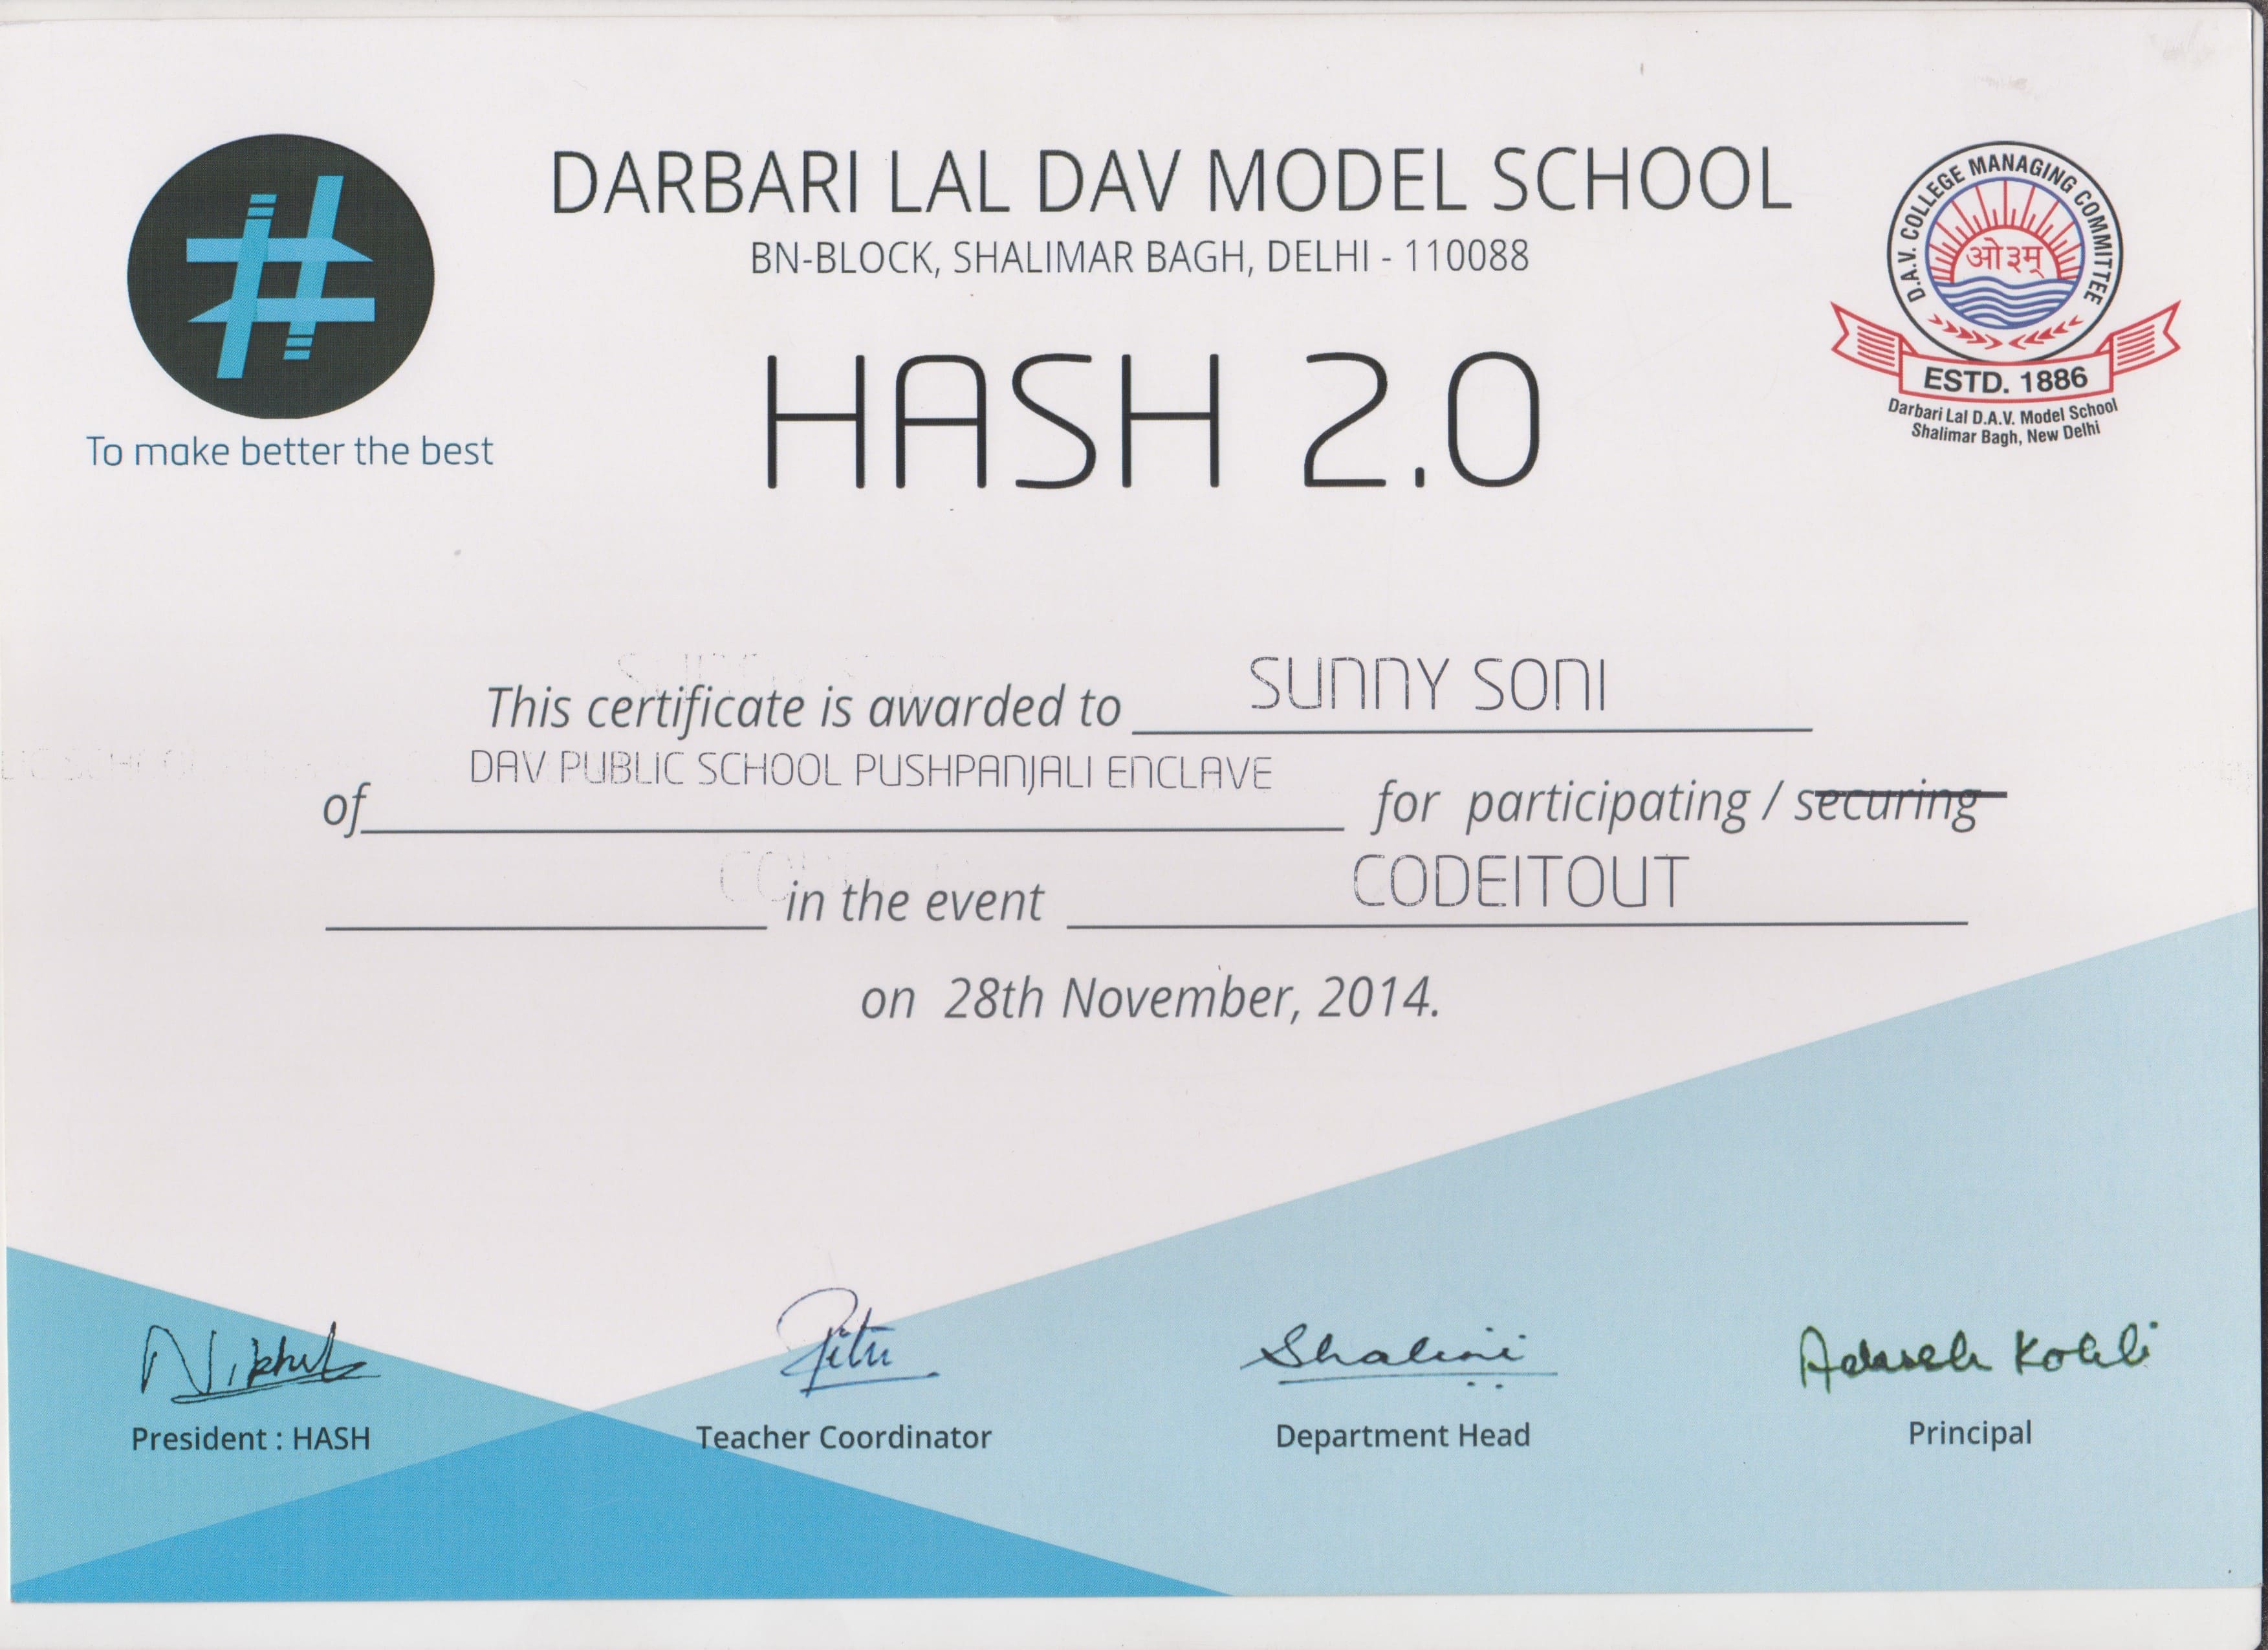 DARBARI LAL DAV MODEL SCHOOL
BN-BLOCK, SHALIMAR BAGH, DELHI - 110088
HASH 2.0
To make better the best
D.A.V. COLLEGE MANAGING COMMITTEE
ओ३म्
ESTD. 1886
Darbari Lal D.A.V. Model School
Shalimar Bagh, New Delhi
This certificate is awarded to SUNNY SONI
of DAV PUBLIC SCHOOL PUSHPANJALI ENCLAVE for participating / securing
in the event CODEITOUT
on 28th November, 2014.
Nikhil
Shalini
Adarsh Kohli
President : HASH
Teacher Coordinator
Department Head
Principal